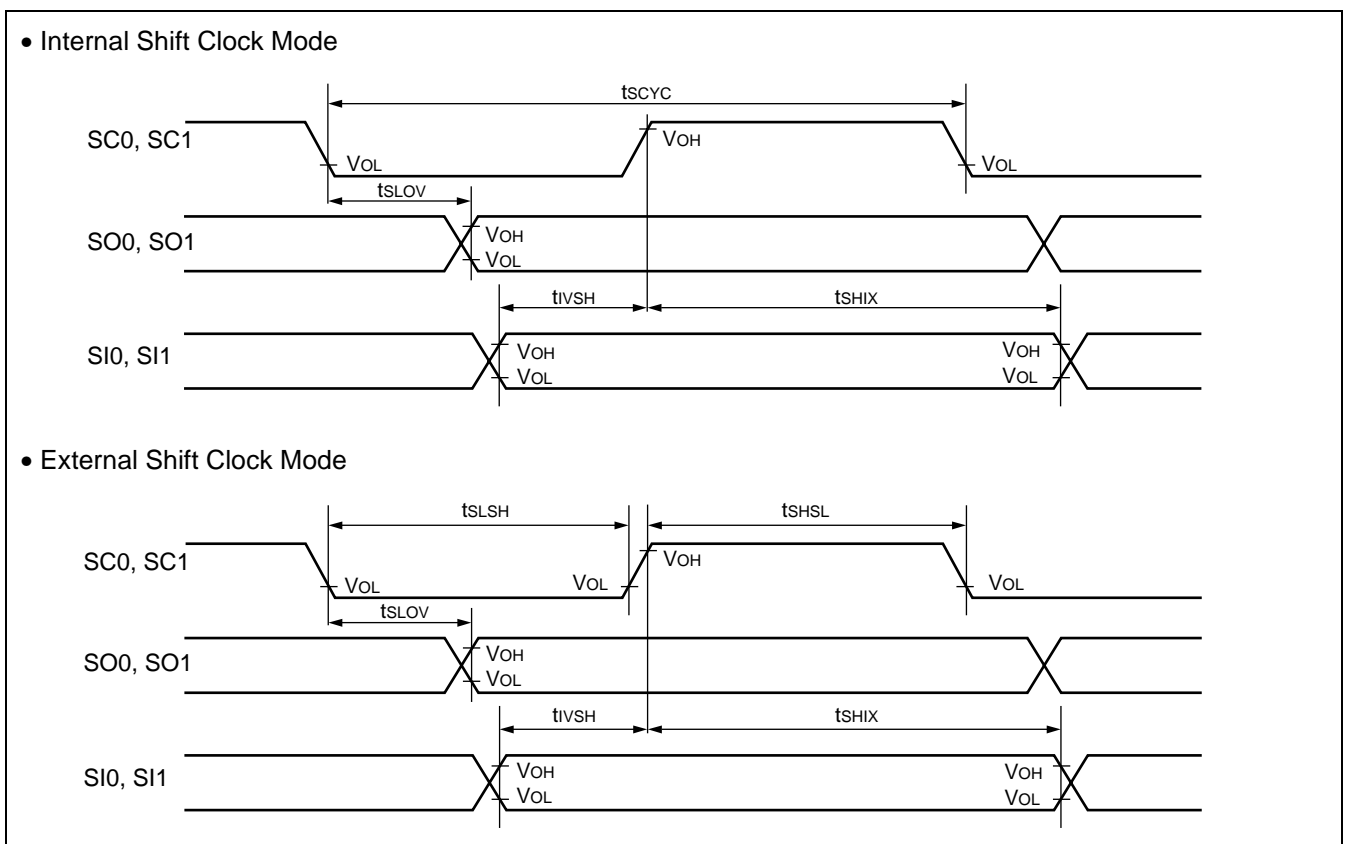 • Internal Shift Clock Mode
tSCYC
SC0, SC1
VOL
VOH
VOL
tSLOV
SO0, SO1
VOH
VOL
tIVSH
tSHIX
SI0, SI1
VOH
VOL
VOH
VOL
• External Shift Clock Mode
tSLSH
tSHSL
SC0, SC1
VOL
VOL
VOH
VOL
tSLOV
SO0, SO1
VOH
VOL
tIVSH
tSHIX
SI0, SI1
VOH
VOL
VOH
VOL